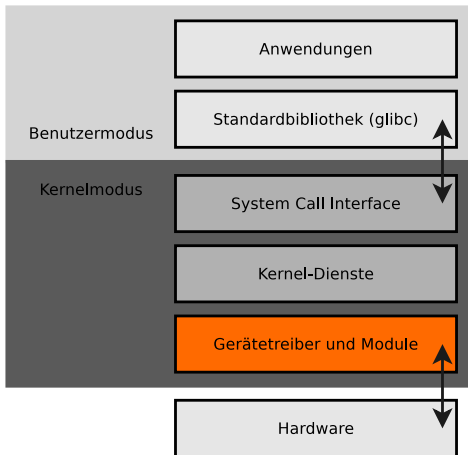 Anwendungen
Standardbibliothek (glibc)
Benutzermodus
Kernelmodus
System Call Interface
Kernel-Dienste
Gerätetreiber und Module
Hardware